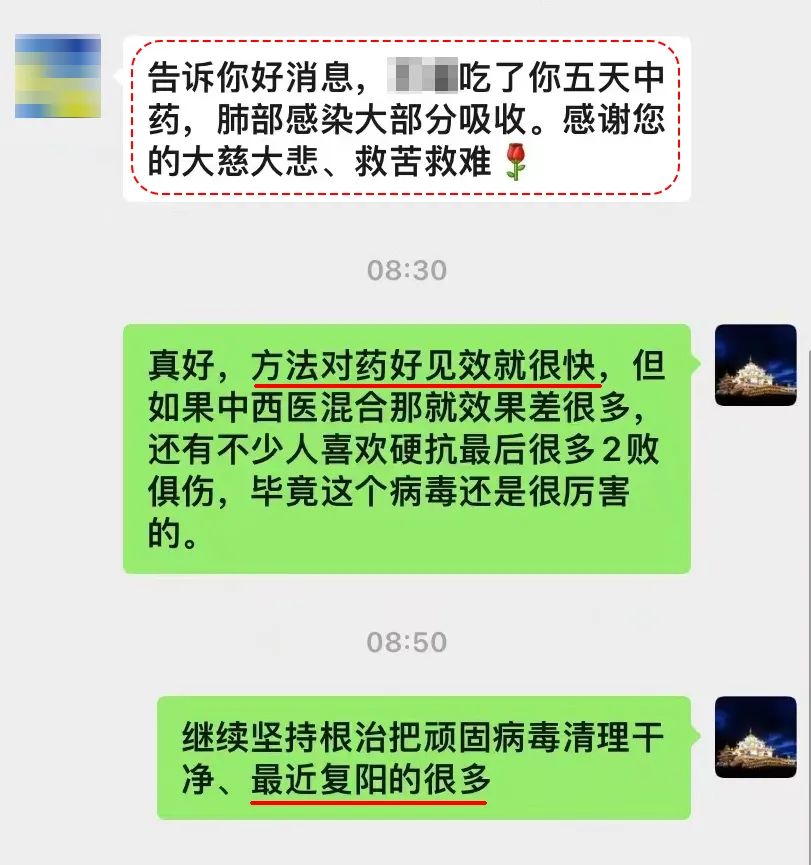 告诉你好消息，吃了你五天中
药，肺部感染大部分吸收。感谢您
的大慈大悲、救苦救难🌹
08:30
真好，方法对药好见效就很快，但
如果中西医混合那就效果差很多，
还有不少人喜欢硬抗最后很多2败
俱伤，毕竟这个病毒还是很厉害
的。
08:50
继续坚持根治把顽固病毒清理干
净、最近复阳的很多